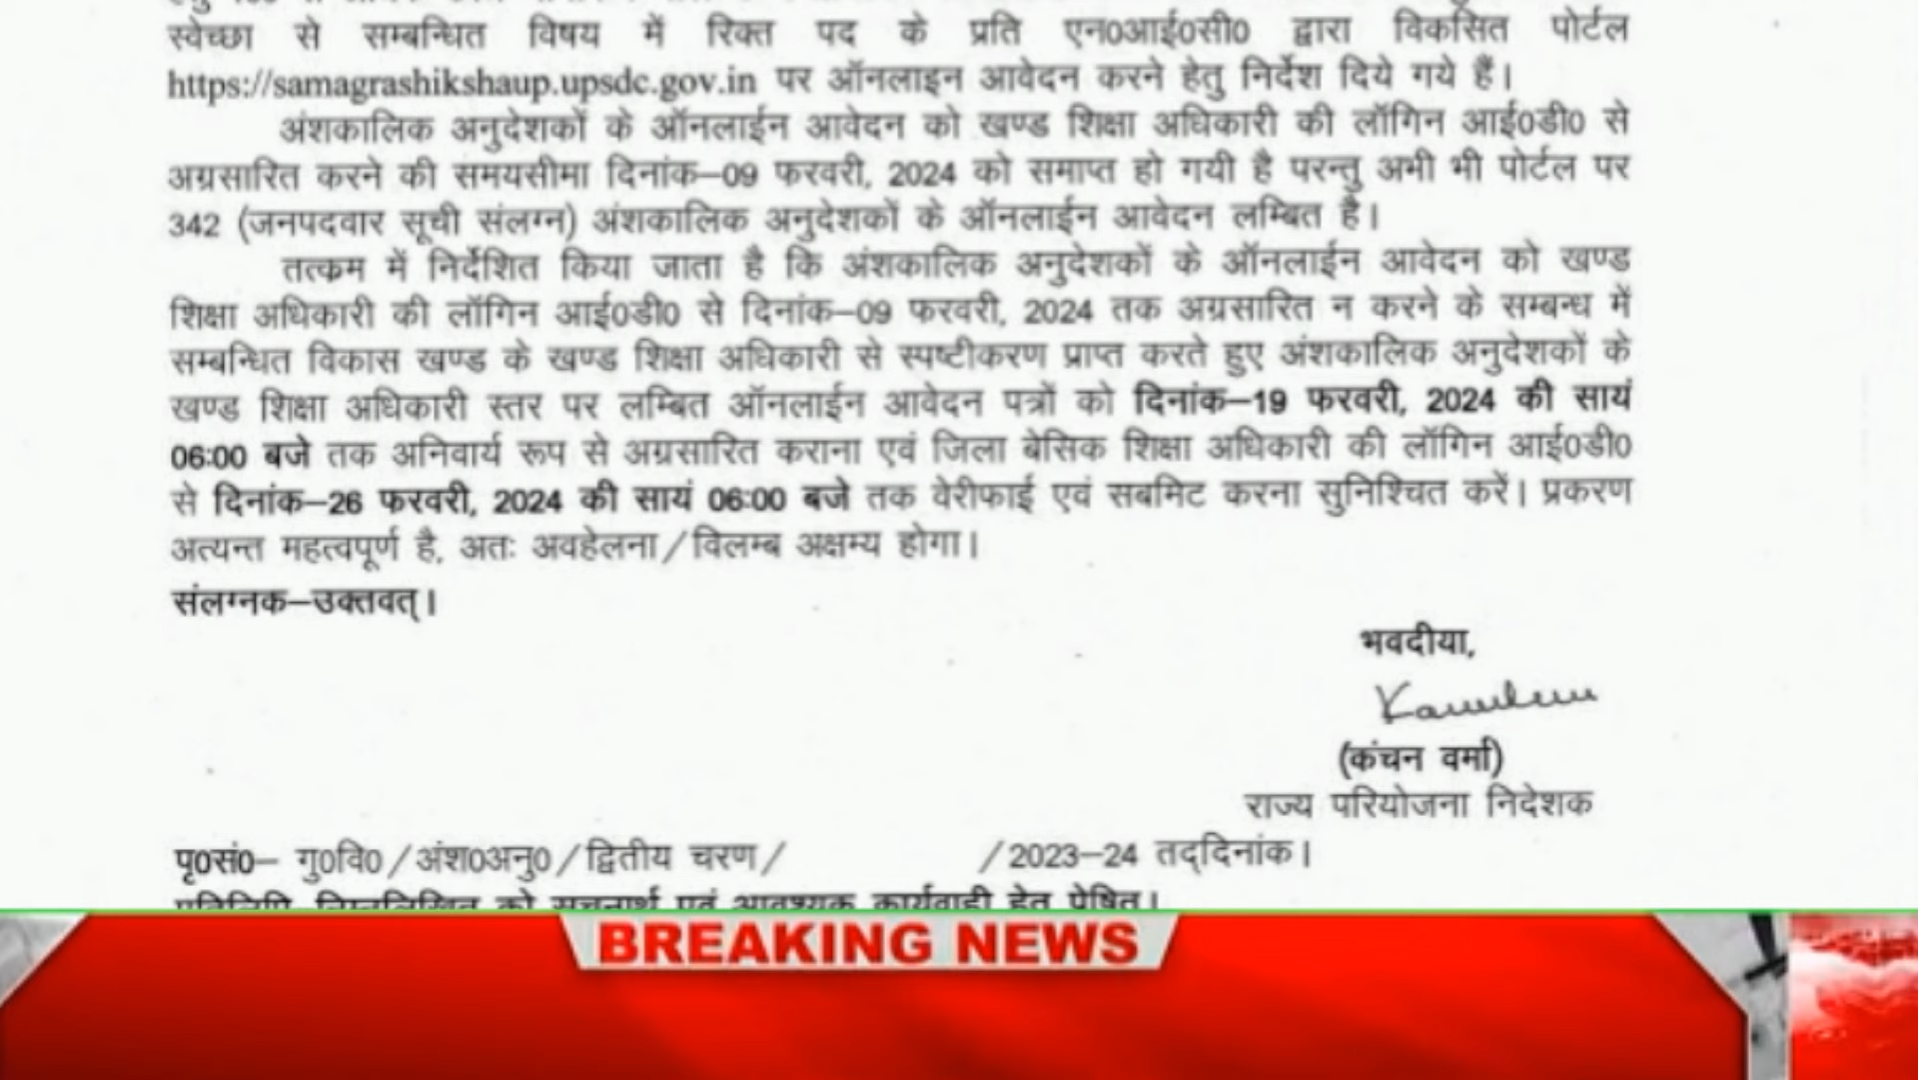 स्वेच्छा से सम्बन्धित विषय में रिक्त पद के प्रति एन0आई0सी0 द्वारा विकसित पोर्टल
https://samagrashikshaup.upsdc.gov.in पर ऑनलाइन आवेदन करने हेतु निर्देश दिये गये हैं।
अंशकालिक अनुदेशकों के ऑनलाईन आवेदन को खण्ड शिक्षा अधिकारी की लॉगिन आई0डी0 से
अग्रसारित करने की समयसीमा दिनांक–09 फरवरी, 2024 को समाप्त हो गयी है परन्तु अभी भी पोर्टल पर
342 (जनपदवार सूची संलग्न) अंशकालिक अनुदेशकों के ऑनलाईन आवेदन लम्बित है।
तत्क्रम में निर्देशित किया जाता है कि अंशकालिक अनुदेशकों के ऑनलाईन आवेदन को खण्ड
शिक्षा अधिकारी की लॉगिन आई0डी0 से दिनांक–09 फरवरी, 2024 तक अग्रसारित न करने के सम्बन्ध में
सम्बन्धित विकास खण्ड के खण्ड शिक्षा अधिकारी से स्पष्टीकरण प्राप्त करते हुए अंशकालिक अनुदेशकों के
खण्ड शिक्षा अधिकारी स्तर पर लम्बित ऑनलाईन आवेदन पत्रों को दिनांक–19 फरवरी, 2024 की सायं
06:00 बजे तक अनिवार्य रूप से अग्रसारित कराना एवं जिला बेसिक शिक्षा अधिकारी की लॉगिन आई0डी0
से दिनांक–26 फरवरी, 2024 की सायं 06:00 बजे तक वेरीफाई एवं सबमिट करना सुनिश्चित करें। प्रकरण
अत्यन्त महत्वपूर्ण है, अतः अवहेलना/विलम्ब अक्षम्य होगा।
संलग्नक–उक्तवत्।
भवदीया,
(कंचन वर्मा)
राज्य परियोजना निदेशक
पृ0सं0– गु0वि0/अंश0अनु0/द्वितीय चरण/ /2023–24 तद्दिनांक।
प्रतिलिपि निम्नलिखित को सूचनार्थ एवं आवश्यक कार्यवाही हेतु प्रेषित।
BREAKING NEWS